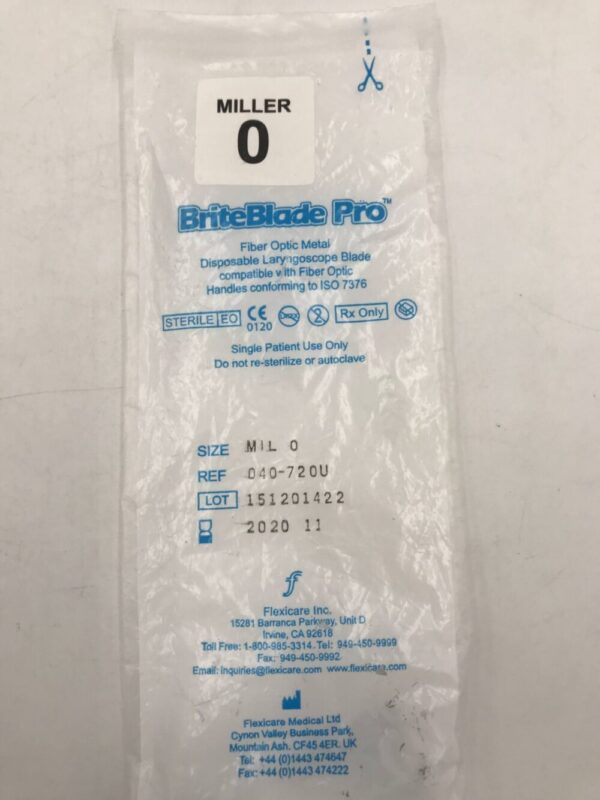 MILLER
0
BriteBlade Pro™
Fiber Optic Metal
Disposable Laryngoscope Blade
compatible with Fiber Optic
Handles conforming to ISO 7376
STERILE EO CE 0120 Rx Only
Single Patient Use Only
Do not re-sterilize or autoclave
SIZE MIL 0
REF 040-720U
LOT 151201422
2020 11
Flexicare Inc.
15281 Barranca Parkway, Unit D
Irvine, CA 92618
Toll Free: 1-800-985-3314. Tel: 949-450-9999
Fax: 949-450-9992
Email: inquiries@flexicare.com www.flexicare.com
Flexicare Medical Ltd
Cynon Valley Business Park,
Mountain Ash. CF45 4ER. UK
Tel: +44 (0)1443 474647
Fax: +44 (0)1443 474222